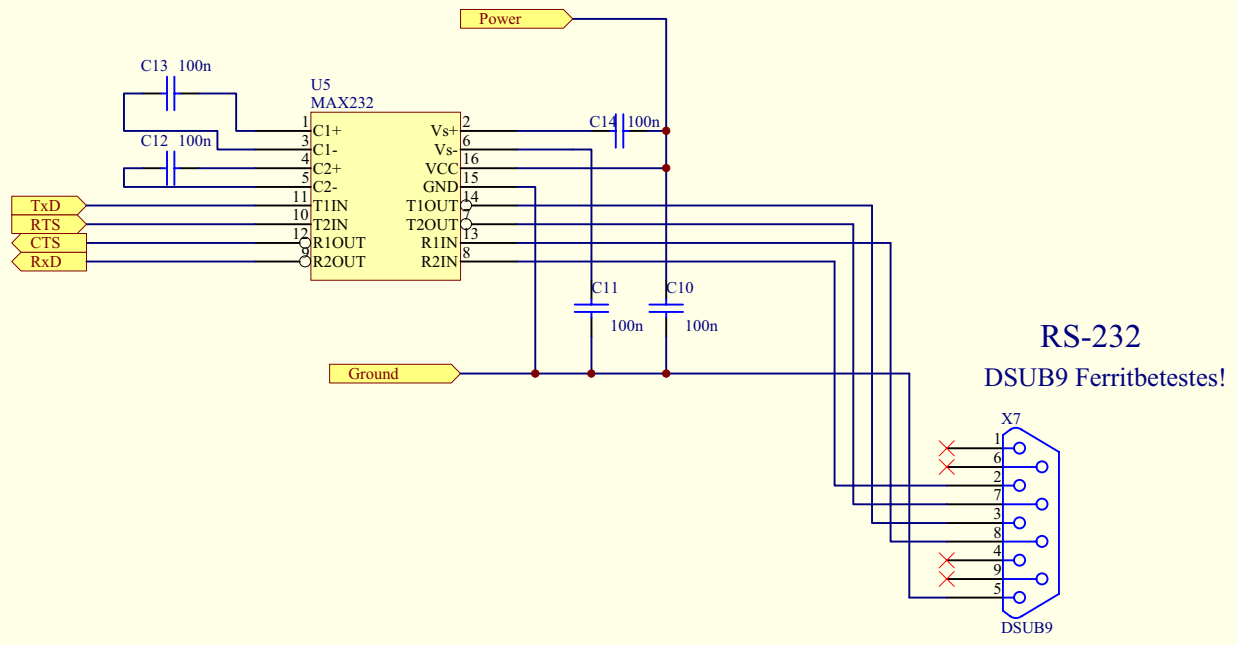 Power
C13 100n
U5
MAX232
C12 100n
C14 100n
1 C1+
3 C1-
4 C2+
5 C2-
11 T1IN
10 T2IN
12 R1OUT
9 R2OUT
Vs+ 2
Vs- 6
VCC 16
GND 15
T1OUT 14
T2OUT 7
R1IN 13
R2IN 8
TxD
RTS
CTS
RxD
C11
100n
C10
100n
Ground
RS-232
DSUB9 Ferritbetestes!
X7
1
6
2
7
3
8
4
9
5
DSUB9